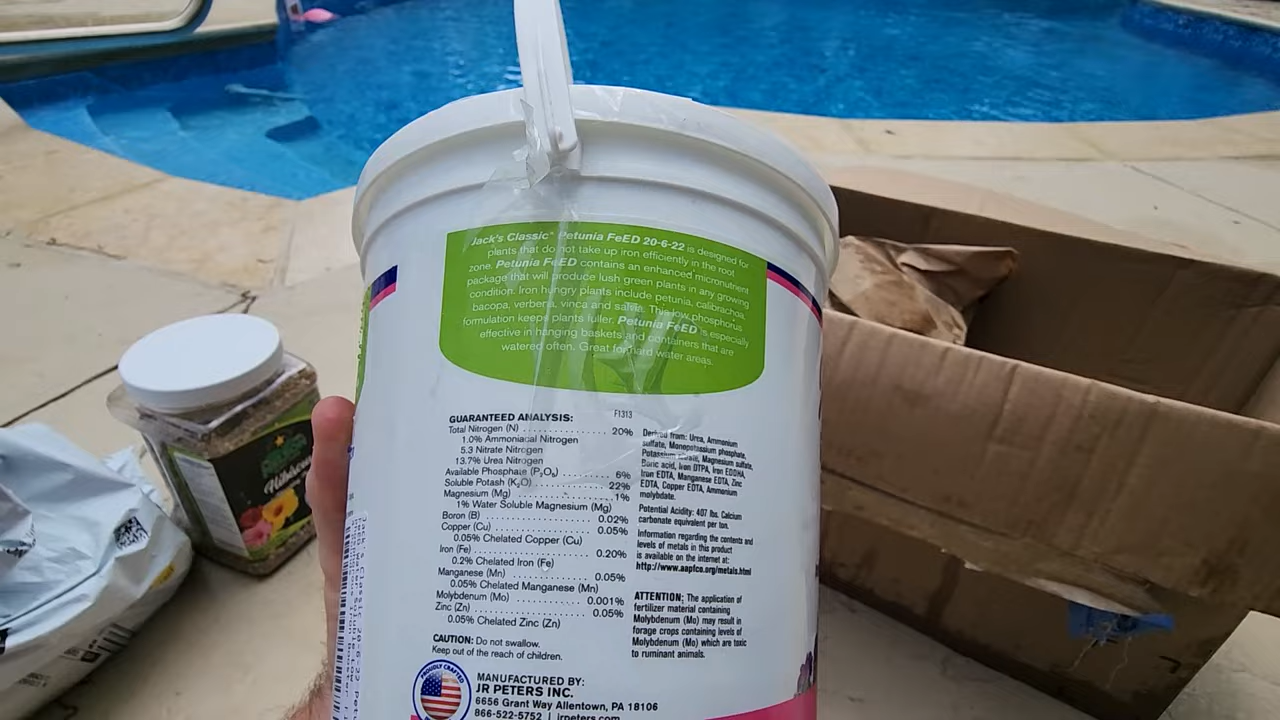 Jack's Classic® Petunia FeED 20-6-22 is designed for
plants that do not take up iron efficiently in the root
zone. Petunia FeED contains an enhanced micronutrient
package that will produce lush green plants in any growing
condition. Iron hungry plants include petunia, calibrachoa,
bacopa, verbena, vinca and salvia. This low phosphorus
formulation keeps plants fuller. Petunia FeED is especially
effective in hanging baskets and containers that are
watered often. Great for hard water areas.
GUARANTEED ANALYSIS: F1313
Total Nitrogen (N) .................. 20%
1.0% Ammoniacal Nitrogen
5.3 Nitrate Nitrogen
13.7% Urea Nitrogen
Available Phosphate (P₂O₅) ........ 6%
Soluble Potash (K₂O) .............. 22%
Magnesium (Mg) .................. 1%
1% Water Soluble Magnesium (Mg)
Boron (B) ........................ 0.02%
Copper (Cu) ..................... 0.05%
0.05% Chelated Copper (Cu)
Iron (Fe) ......................... 0.20%
0.2% Chelated Iron (Fe)
Manganese (Mn) ................ 0.05%
0.05% Chelated Manganese (Mn)
Molybdenum (Mo) .............. 0.001%
Zinc (Zn) ........................ 0.05%
0.05% Chelated Zinc (Zn)
CAUTION: Do not swallow.
Keep out of the reach of children.
Derived from: Urea, Ammonium
sulfate, Monopotassium phosphate,
Potassium nitrate, Magnesium sulfate,
Boric acid, Iron DTPA, Iron EDDHA,
Iron EDTA, Manganese EDTA, Zinc
EDTA, Copper EDTA, Ammonium
molybdate.
Potential Acidity: 407 lbs. Calcium
carbonate equivalent per ton.
Information regarding the contents and
levels of metals in this product
is available on the internet at:
http://www.aapfco.org/metals.html
ATTENTION: The application of
fertilizer material containing
Molybdenum (Mo) may result in
forage crops containing levels of
Molybdenum (Mo) which are toxic
to ruminant animals.
PROUDLY CRAFTED
MANUFACTURED BY:
JR PETERS INC.
6656 Grant Way Allentown, PA 18106
866-522-5752 | jrpeters.com
Hibiscus